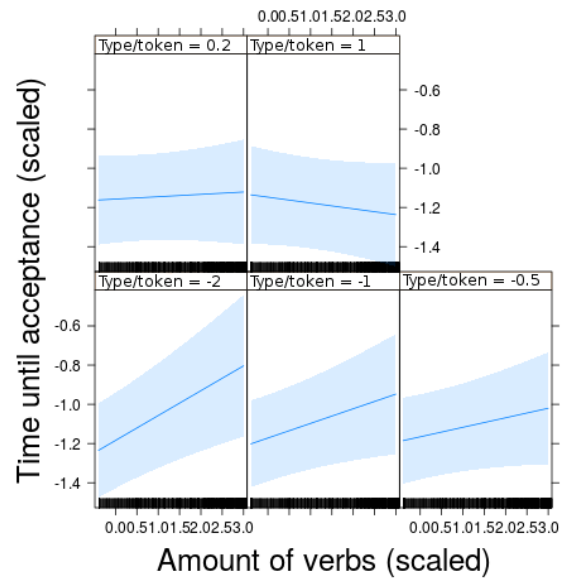 0.00.51.01.52.02.53.0
Type/token = 0.2
Type/token = 1
-0.6
-0.8
-1.0
-1.2
-1.4
Type/token = -2
Type/token = -1
Type/token = -0.5
-0.6
-0.8
-1.0
-1.2
-1.4
0.00.51.01.52.02.53.0
0.00.51.01.52.02.53.0
Time until acceptance (scaled)
Amount of verbs (scaled)